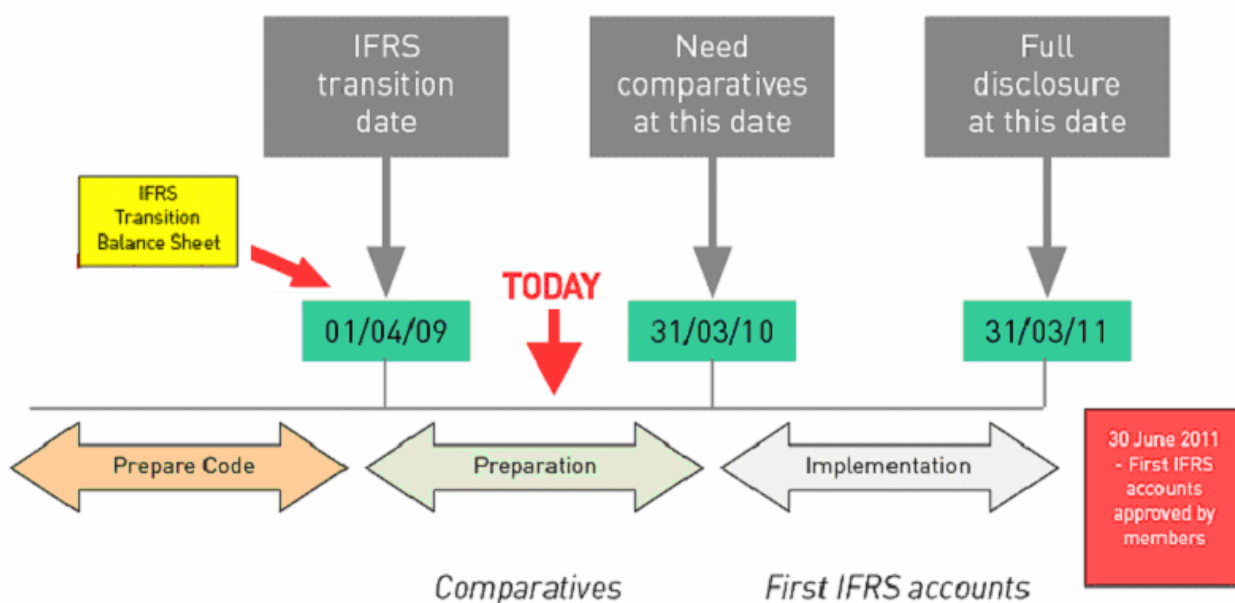 IFRS
transition
date
Need
comparatives
at this date
Full
disclosure
at this date
IFRS
Transition
Balance Sheet
TODAY
01/04/09
31/03/10
31/03/11
Prepare Code
Preparation
Implementation
30 June 2011
- First IFRS
accounts
approved by
members
Comparatives
First IFRS accounts